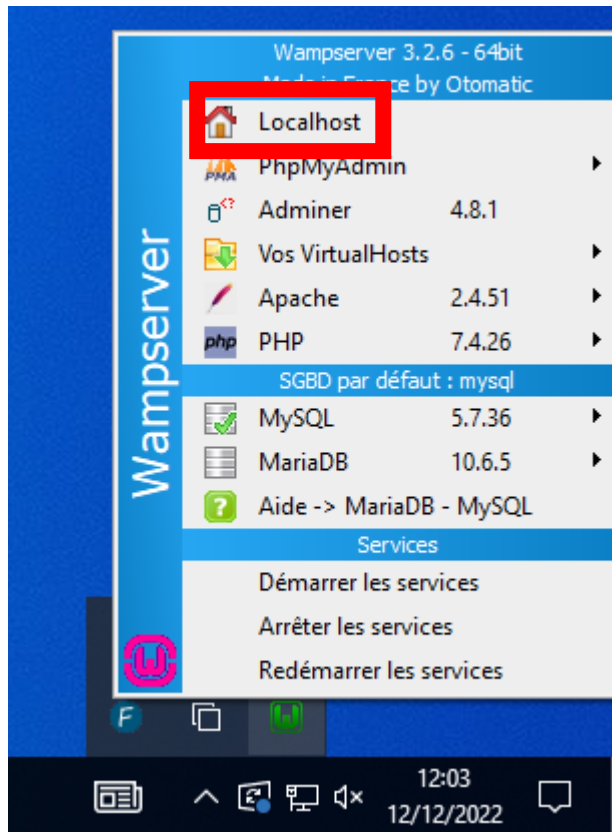 Wampserver 3.2.6 - 64bit
Made in France by Otomatic
Localhost
PhpMyAdmin
Adminer 4.8.1
Vos VirtualHosts
Apache 2.4.51
php PHP 7.4.26
SGBD par défaut : mysql
MySQL 5.7.36
MariaDB 10.6.5
Aide -> MariaDB - MySQL
Services
Démarrer les services
Arrêter les services
Redémarrer les services
Wampserver
12:03
12/12/2022